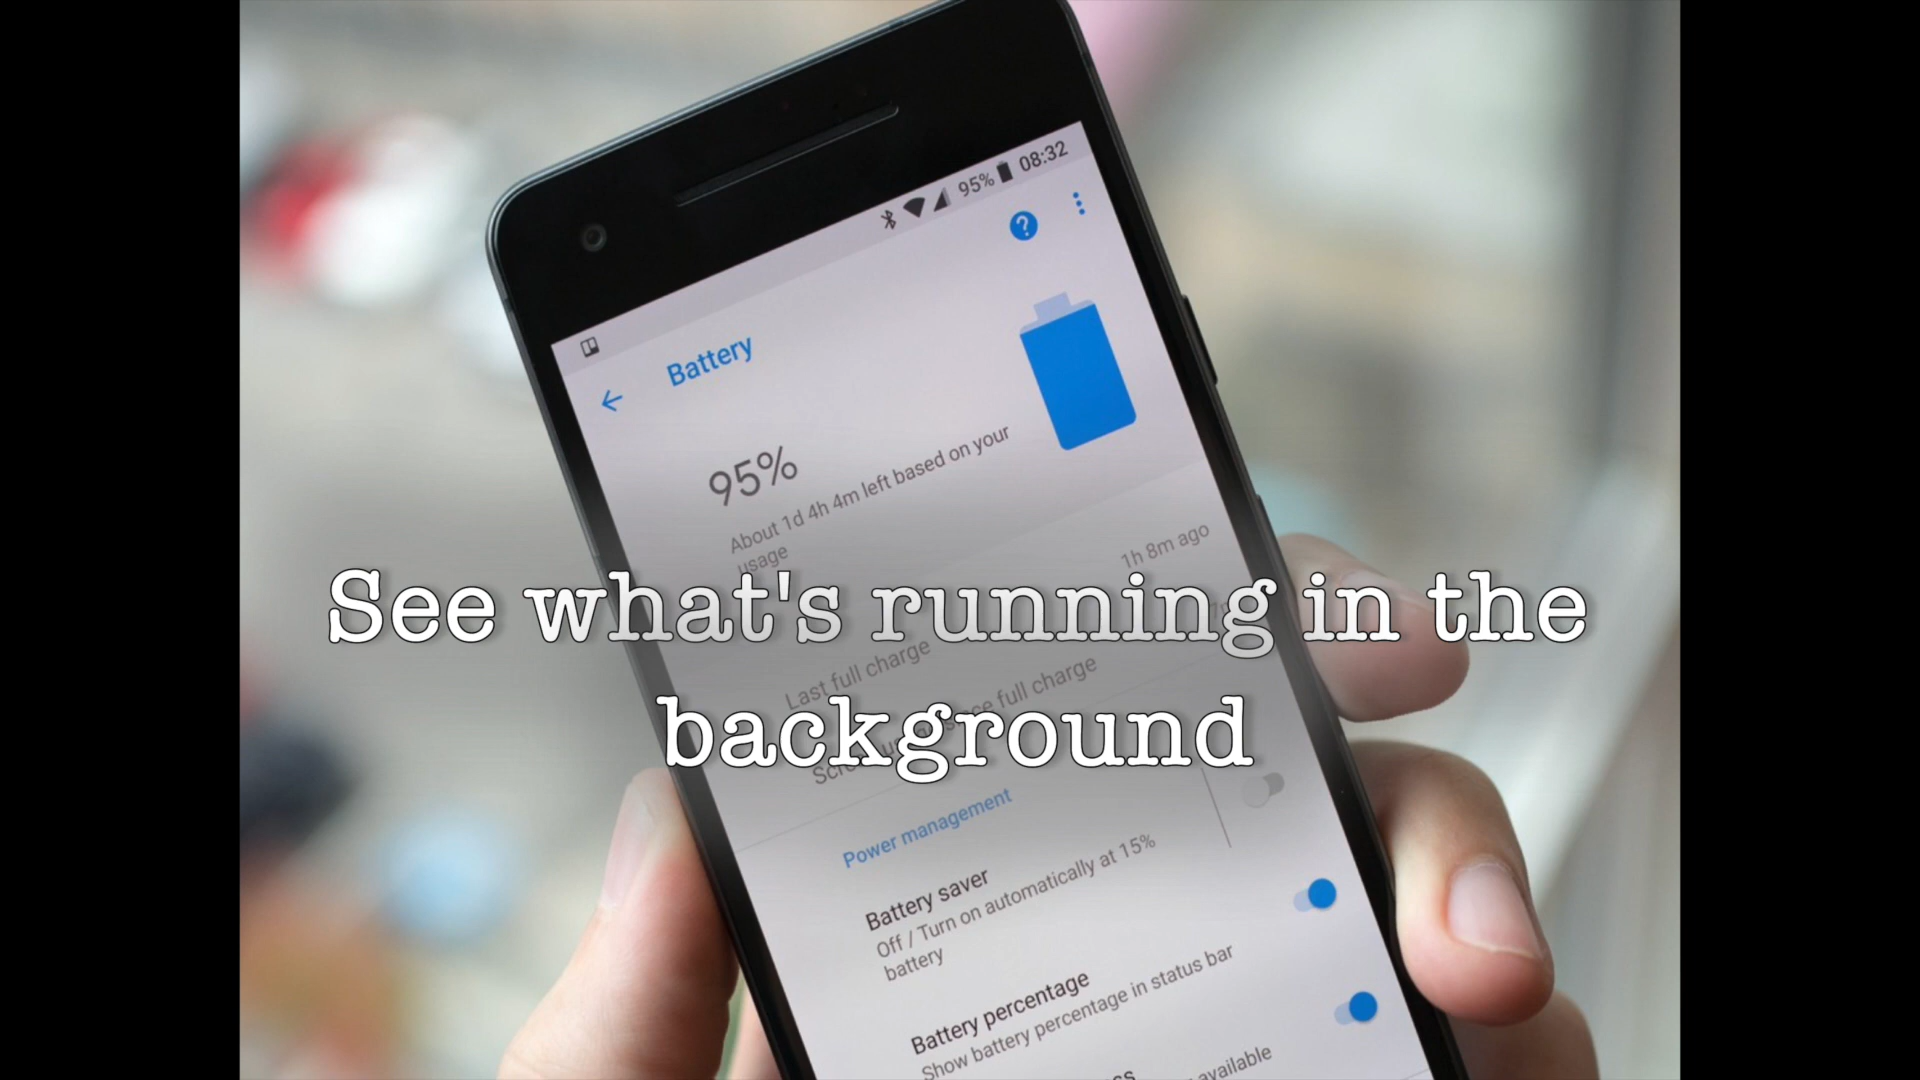 95% 08:32
Battery
95%
About 1d 4h 4m left based on your
usage
1h 8m ago
See what's running in the
background
Last full charge
full charge
Power management
Battery saver
Off / Turn on automatically at 15%
battery
Battery percentage
Show battery percentage in status bar
available